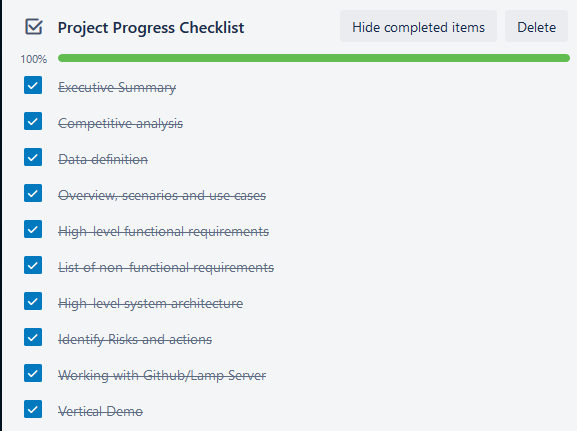 Project Progress Checklist
Hide completed items
Delete
100%
Executive Summary
Competitive analysis
Data definition
Overview, scenarios and use cases
High-level functional requirements
List of non-functional requirements
High-level system architecture
Identify Risks and actions
Working with Github/Lamp Server
Vertical Demo